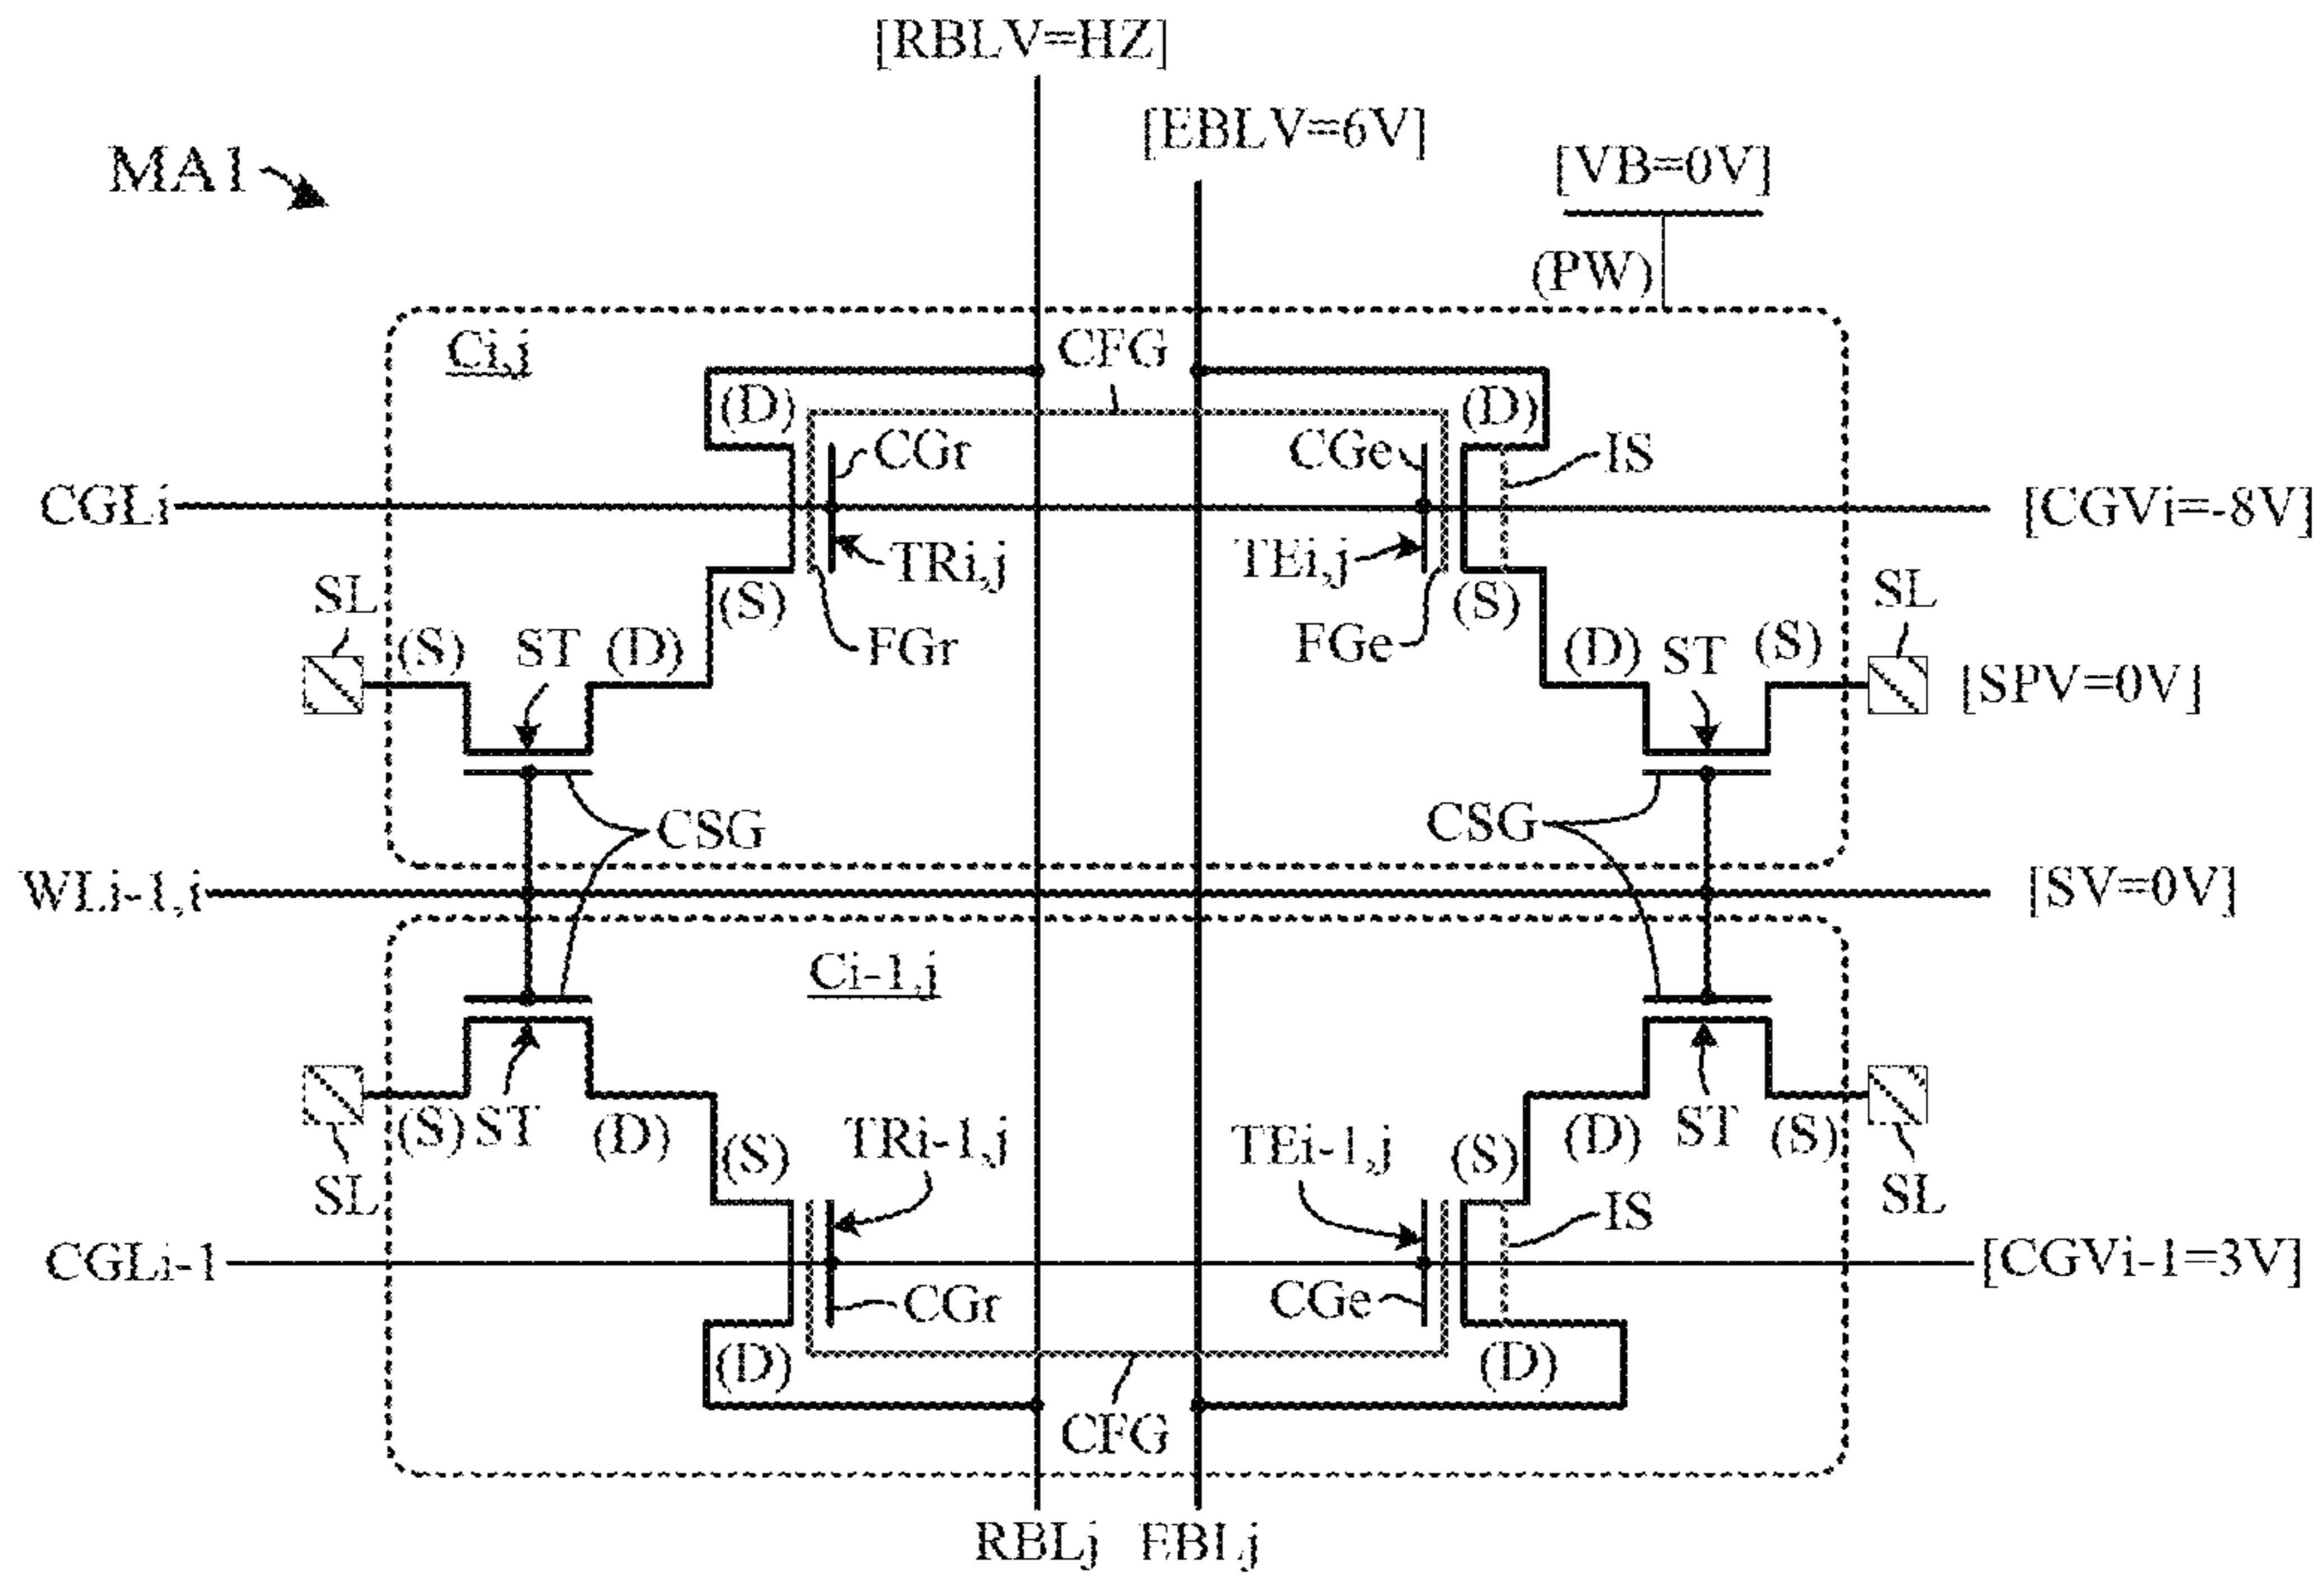 [RBLV=HZ]
[EBLV=6V]
MA1
[VB=0V]
(PW)
Ci,j
CFG
(D)
(D)
CGr
CGe
IS
CGLi
[CGVi=-8V]
TRi,j
TEi,j
SL
(S)
(S)
SL
(S)
ST
(D)
FGr
FGe
(D)
ST
(S)
[SPV=0V]
CSG
CSG
WLi-1,i
[SV=0V]
Ci-1,j
(S)
ST
(D)
(S)
TRi-1,j
TEi-1,j
(S)
(D)
ST
(S)
SL
SL
IS
CGLi-1
[CGVi-1=3V]
CGr
CGe
(D)
(D)
CFG
RBLj
EBLj